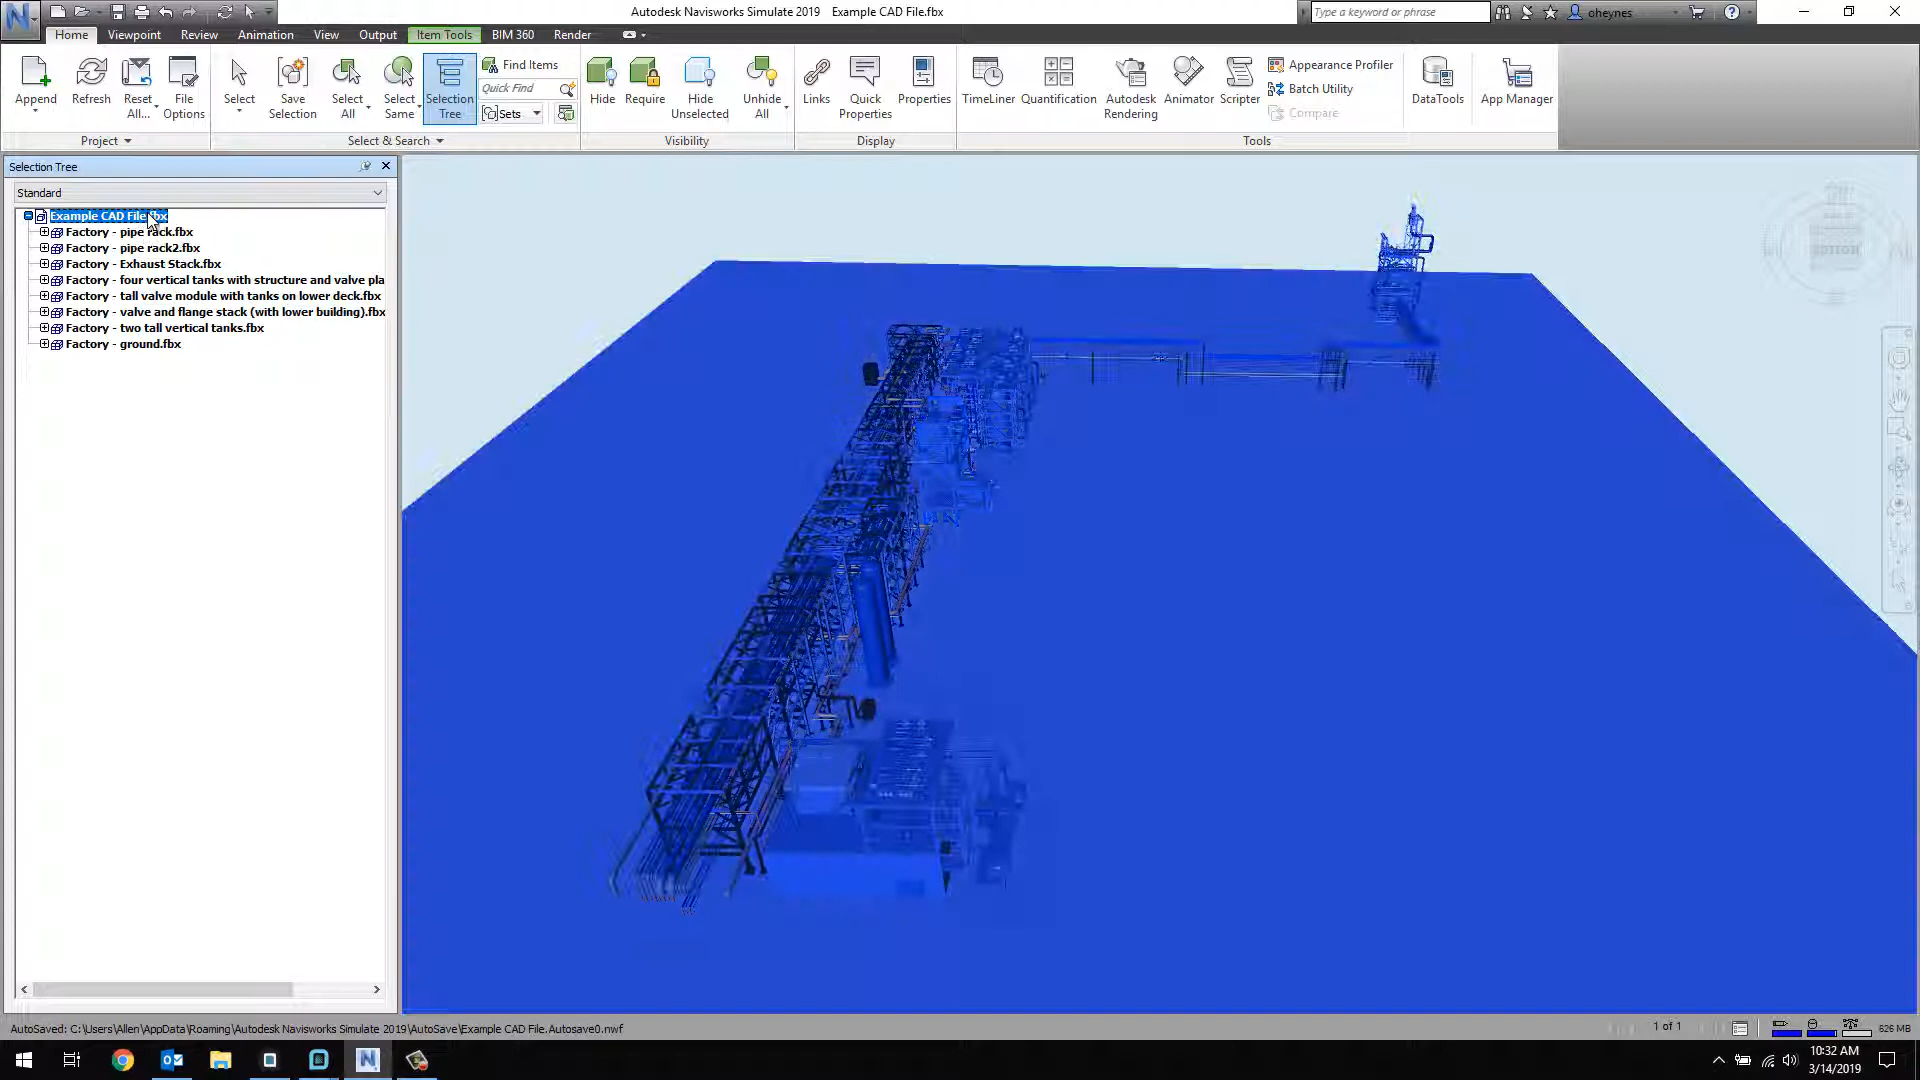 Autodesk Navisworks Simulate 2019 Example CAD File.fbx
Type a keyword or phrase
oheynes
Home Viewpoint Review Animation View Output Item Tools BIM 360 Render
Append
Refresh
Reset All...
File Options
Project
Select
Save Selection
Select All
Select Same
Selection Tree
Find Items
Quick Find
Sets
Select & Search
Hide
Require
Hide Unselected
Unhide All
Visibility
Links
Quick Properties
Properties
Display
TimeLiner
Quantification
Autodesk Rendering
Animator
Scripter
Appearance Profiler
Batch Utility
Compare
Tools
DataTools
App Manager
Selection Tree
Standard
Example CAD File.fbx
Factory - pipe rack.fbx
Factory - pipe rack2.fbx
Factory - Exhaust Stack.fbx
Factory - four vertical tanks with structure and valve pla
Factory - tall valve module with tanks on lower deck.fbx
Factory - valve and flange stack (with lower building).fbx
Factory - two tall vertical tanks.fbx
Factory - ground.fbx
AutoSaved: C:\Users\Allen\AppData\Roaming\Autodesk Navisworks Simulate 2019\AutoSave\Example CAD File.Autosave0.nwf
1 of 1
626 MB
10:32 AM
3/14/2019